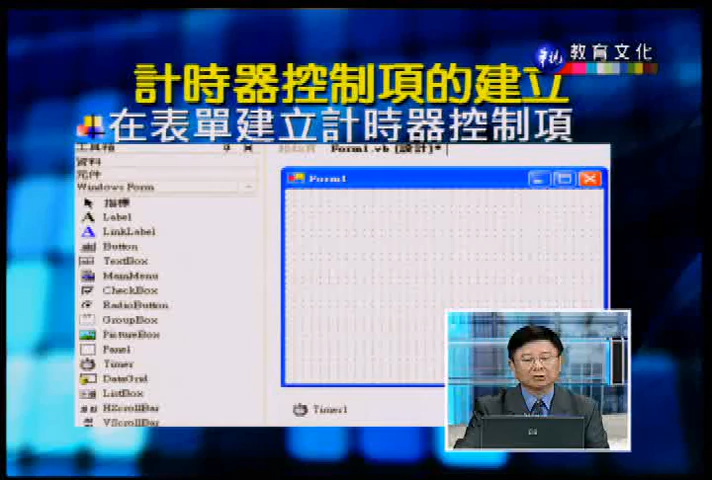 華視 教育文化
計時器控制項的建立
在表單建立計時器控制項
工具箱
Form1.vb [設計]*
資料
元件
Windows Form
指標
Label
LinkLabel
Button
TextBox
MainMenu
CheckBox
RadioButton
GroupBox
PictureBox
Panel
Timer
DataGrid
ListBox
HScrollBar
VScrollBar
Form1
Timer1